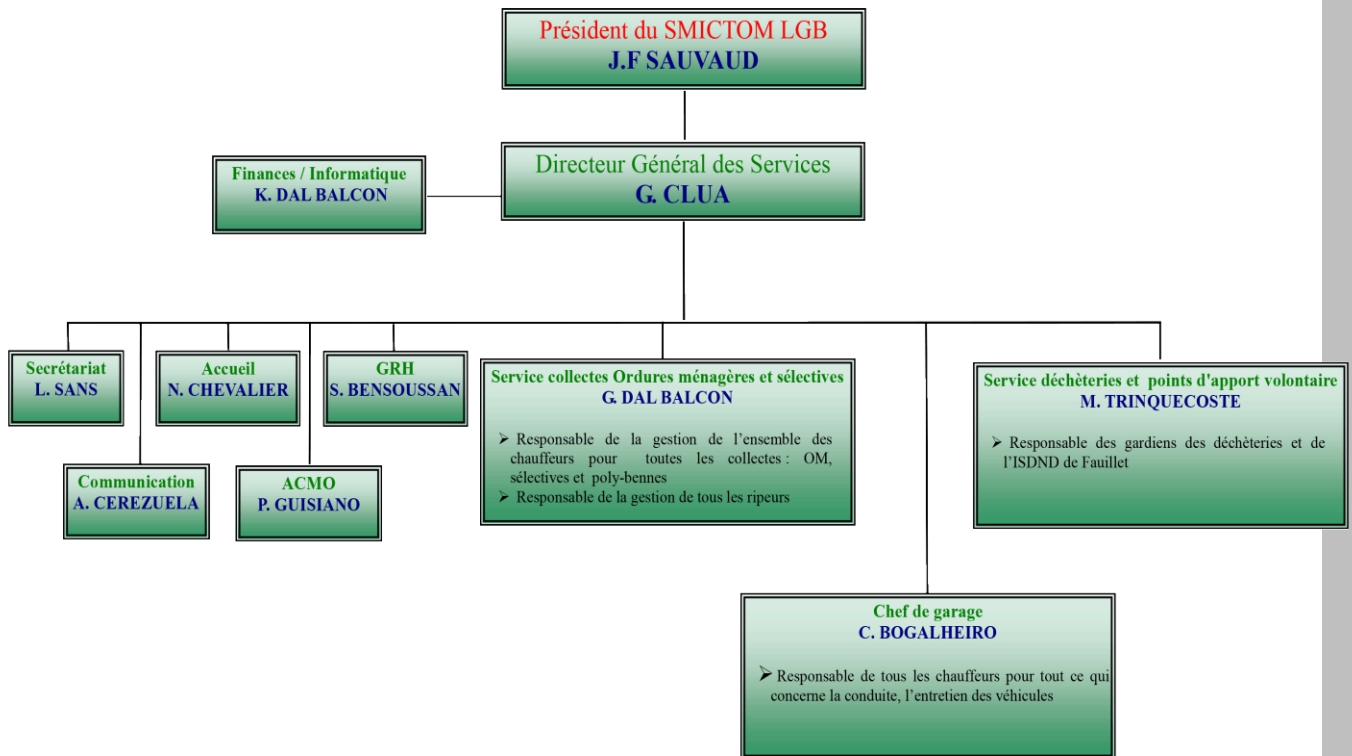 Président du SMICTOM LGB
J.F SAUVAUD
Finances / Informatique
K. DAL BALCON
Directeur Général des Services
G. CLUA
Secrétariat
L. SANS
Accueil
N. CHEVALIER
GRH
S. BENSOUSSAN
Communication
A. CEREZUELA
ACMO
P. GUISIANO
Service collectes Ordures ménagères et sélectives
G. DAL BALCON
➢ Responsable de la gestion de l'ensemble des
chauffeurs pour toutes les collectes : OM,
sélectives et poly-bennes
➢ Responsable de la gestion de tous les ripeurs
Service déchèteries et points d'apport volontaire
M. TRINQUECOSTE
➢ Responsable des gardiens des déchèteries et de
l'ISDND de Fauillet
Chef de garage
C. BOGALHEIRO
➢ Responsable de tous les chauffeurs pour tout ce qui
concerne la conduite, l'entretien des véhicules